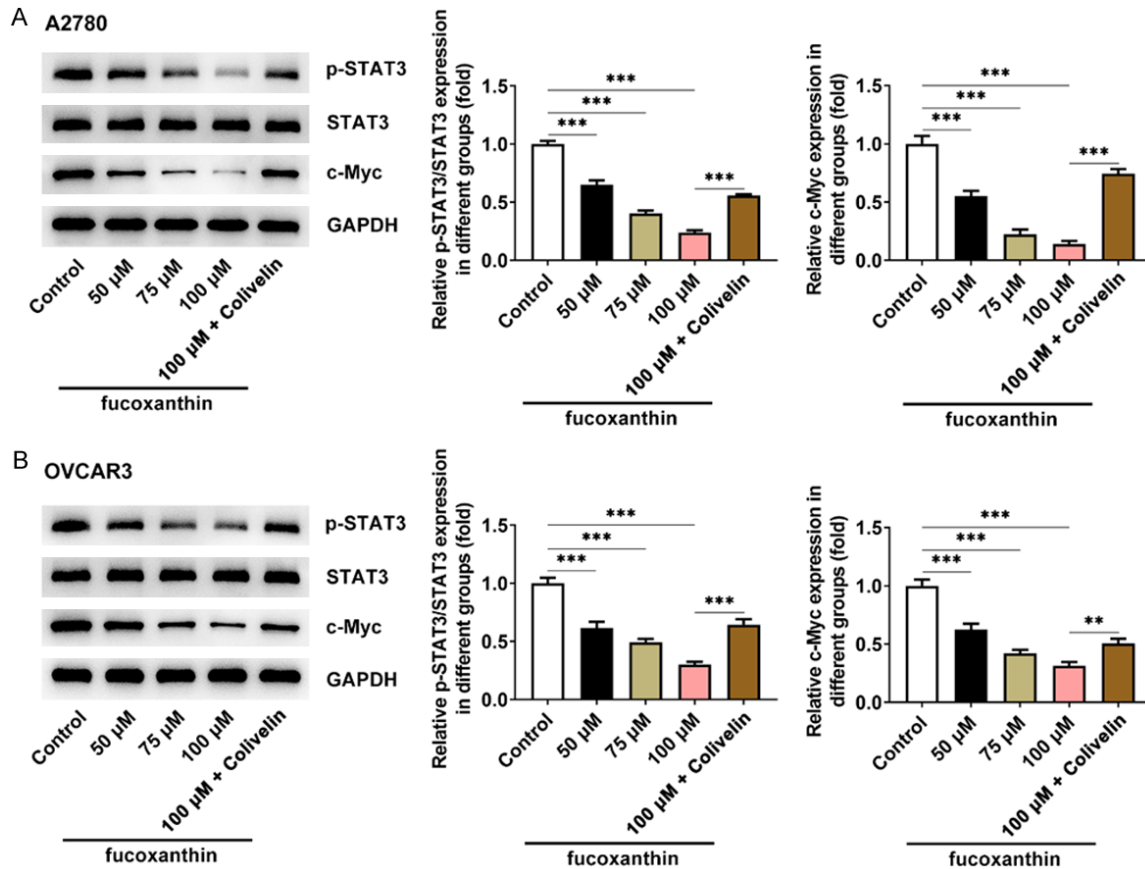 A
A2780
p-STAT3
STAT3
c-Myc
GAPDH
Control
50 µM
75 µM
100 µM
100 µM + Colivelin
fucoxanthin
Relative p-STAT3/STAT3 expression
in different groups (fold)
1.5
1.0
0.5
0.0
***
***
***
***
Control
50 µM
75 µM
100 µM
100 µM + Colivelin
fucoxanthin
Relative c-Myc expression in
different groups (fold)
1.5
1.0
0.5
0.0
***
***
***
***
Control
50 µM
75 µM
100 µM
100 µM + Colivelin
fucoxanthin
B
OVCAR3
p-STAT3
STAT3
c-Myc
GAPDH
Control
50 µM
75 µM
100 µM
100 µM + Colivelin
fucoxanthin
Relative p-STAT3/STAT3 expression
in different groups (fold)
1.5
1.0
0.5
0.0
***
***
***
***
Control
50 µM
75 µM
100 µM
100 µM + Colivelin
fucoxanthin
Relative c-Myc expression in
different groups (fold)
1.5
1.0
0.5
0.0
***
***
***
**
Control
50 µM
75 µM
100 µM
100 µM + Colivelin
fucoxanthin